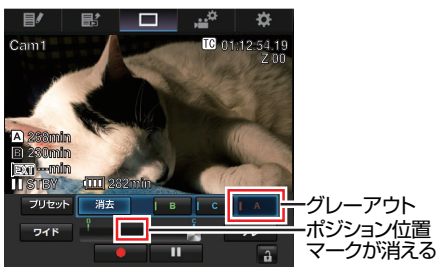 Cam1
TC 01:12:54.19
Z 00
A 268min
B 280min
EXT ---min
STBY 282min
プリセット 消去 B C A
グレーアウト
P C
ワイド
ポジション位置
マークが消える